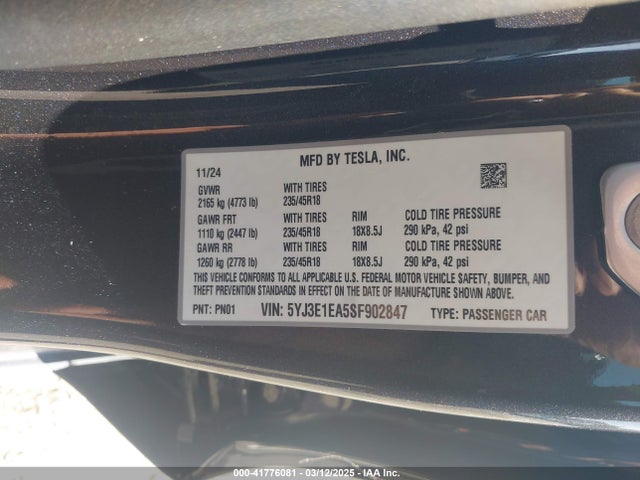 MFD BY TESLA, INC.
11/24
GVWR WITH TIRES
2165 kg (4773 lb) 235/45R18
GAWR FRT WITH TIRES RIM COLD TIRE PRESSURE
1110 kg (2447 lb) 235/45R18 18X8.5J 290 kPa, 42 psi
GAWR RR WITH TIRES RIM COLD TIRE PRESSURE
1260 kg (2778 lb) 235/45R18 18X8.5J 290 kPa, 42 psi
THIS VEHICLE CONFORMS TO ALL APPLICABLE U.S. FEDERAL MOTOR VEHICLE SAFETY, BUMPER, AND
THEFT PREVENTION STANDARDS IN EFFECT ON THE DATE OF MANUFACTURE SHOWN ABOVE.
PNT: PN01 VIN: 5YJ3E1EA5SF902847 TYPE: PASSENGER CAR
000-41776081 - 03/12/2025 - IAA Inc.